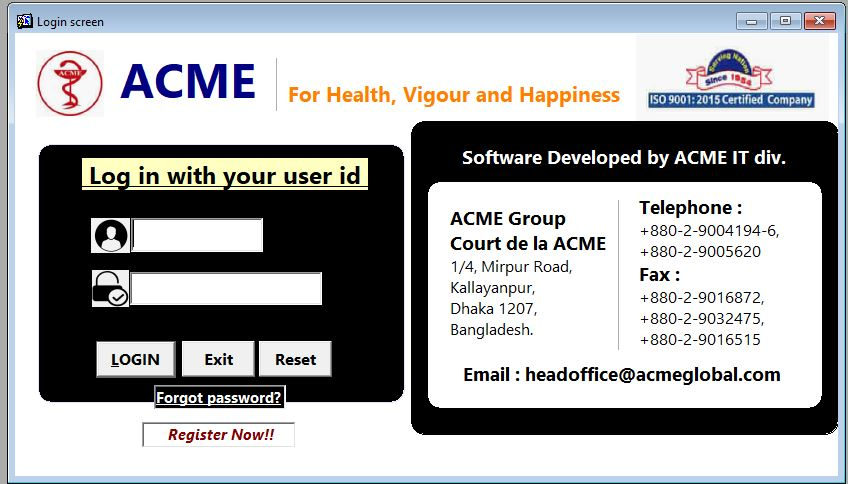 Login screen
ACME
ACME
For Health, Vigour and Happiness
Serving Nation
Since 1954
ISO 9001: 2015 Certified Company
Log in with your user id
LOGIN
Exit
Reset
Forgot password?
Register Now!!
Software Developed by ACME IT div.
ACME Group
Court de la ACME
1/4, Mirpur Road,
Kallayanpur,
Dhaka 1207,
Bangladesh.
Telephone :
+880-2-9004194-6,
+880-2-9005620
Fax :
+880-2-9016872,
+880-2-9032475,
+880-2-9016515
Email : headoffice@acmeglobal.com